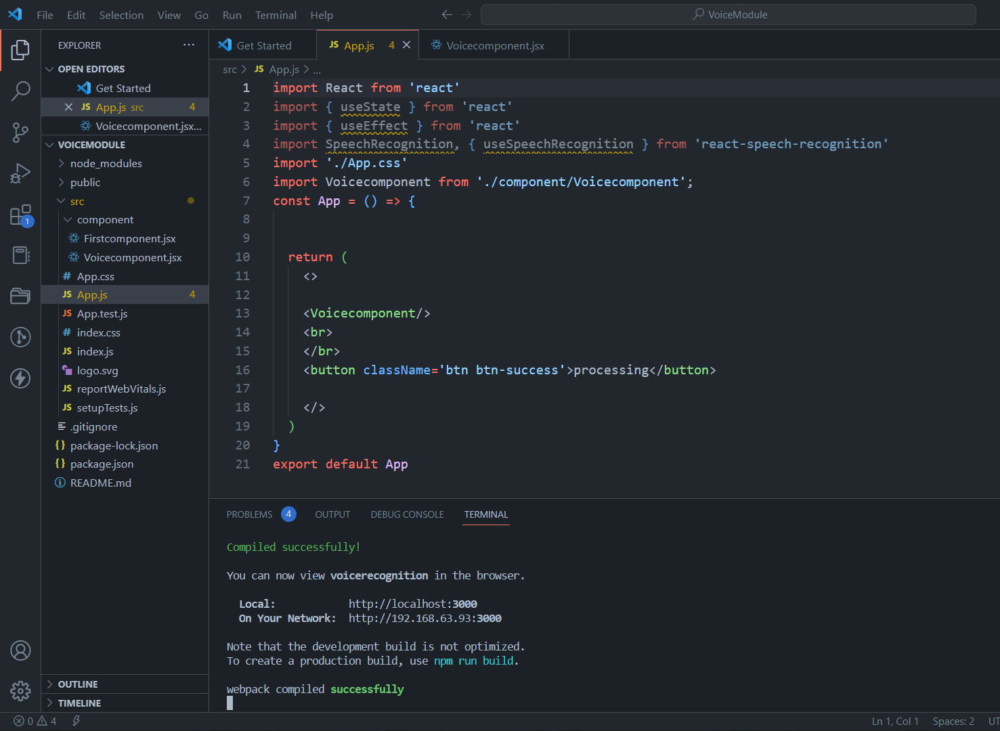 File Edit Selection View Go Run Terminal Help
VoiceModule
EXPLORER ...
OPEN EDITORS
Get Started
JS App.js src 4
Voicecomponent.jsx...
VOICEMODULE
node_modules
public
src
component
Firstcomponent.jsx
Voicecomponent.jsx
# App.css
JS App.js 4
JS App.test.js
# index.css
JS index.js
logo.svg
JS reportWebVitals.js
JS setupTests.js
.gitignore
{} package-lock.json
{} package.json
README.md
OUTLINE
TIMELINE
1
Get Started
JS App.js 4
Voicecomponent.jsx
src > JS App.js > ...
1 import React from 'react'
2 import { useState } from 'react'
3 import { useEffect } from 'react'
4 import SpeechRecognition, { useSpeechRecognition } from 'react-speech-recognition'
5 import './App.css'
6 import Voicecomponent from './component/Voicecomponent';
7 const App = () => {
8
9
10 return (
11 <>
12
13 <Voicecomponent/>
14 <br>
15 </br>
16 <button className='btn btn-success'>processing</button>
17
18 </>
19 )
20 }
21 export default App
PROBLEMS 4 OUTPUT DEBUG CONSOLE TERMINAL
Compiled successfully!
You can now view voicerecognition in the browser.
Local: http://localhost:3000
On Your Network: http://192.168.63.93:3000
Note that the development build is not optimized.
To create a production build, use npm run build.
webpack compiled successfully
0 4
Ln 1, Col 1 Spaces: 2 UT